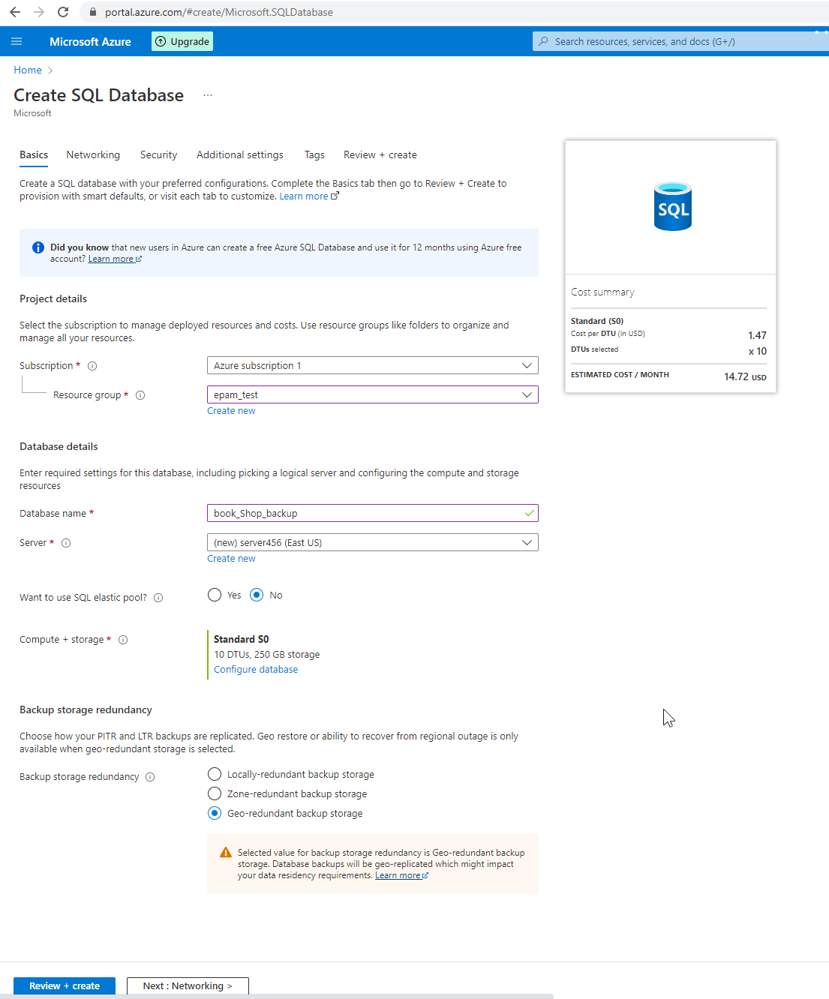 portal.azure.com/#create/Microsoft.SQLDatabase
Microsoft Azure
Upgrade
Search resources, services, and docs (G+/)
Home
Create SQL Database
...
Microsoft
Basics
Networking
Security
Additional settings
Tags
Review + create
Create a SQL database with your preferred configurations. Complete the Basics tab then go to Review + Create to
provision with smart defaults, or visit each tab to customize. Learn more
Did you know that new users in Azure can create a free Azure SQL Database and use it for 12 months using Azure free
account? Learn more
Project details
Select the subscription to manage deployed resources and costs. Use resource groups like folders to organize and
manage all your resources.
Subscription *
Azure subscription 1
Resource group *
epam_test
Create new
Database details
Enter required settings for this database, including picking a logical server and configuring the compute and storage
resources
Database name *
book_Shop_backup
Server *
(new) server456 (East US)
Create new
Want to use SQL elastic pool?
Yes
No
Compute + storage *
Standard S0
10 DTUs, 250 GB storage
Configure database
Backup storage redundancy
Choose how your PITR and LTR backups are replicated. Geo restore or ability to recover from regional outage is only
available when geo-redundant storage is selected.
Backup storage redundancy
Locally-redundant backup storage
Zone-redundant backup storage
Geo-redundant backup storage
Selected value for backup storage redundancy is Geo-redundant backup
storage. Database backups will be geo-replicated which might impact
your data residency requirements. Learn more
SQL
Cost summary
Standard (S0)
Cost per DTU (in USD)
1.47
DTUs selected
x 10
ESTIMATED COST / MONTH
14.72 USD
Review + create
Next : Networking >